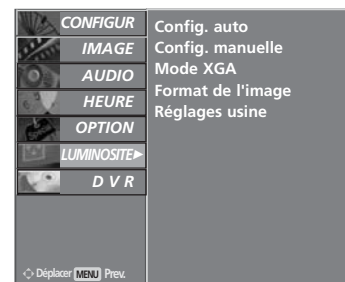 CONFIGUR
IMAGE
AUDIO
HEURE
OPTION
LUMINOSITE►
D V R
Config. auto
Config. manuelle
Mode XGA
Format de l'image
Réglages usine
Déplacer MENU Prev.